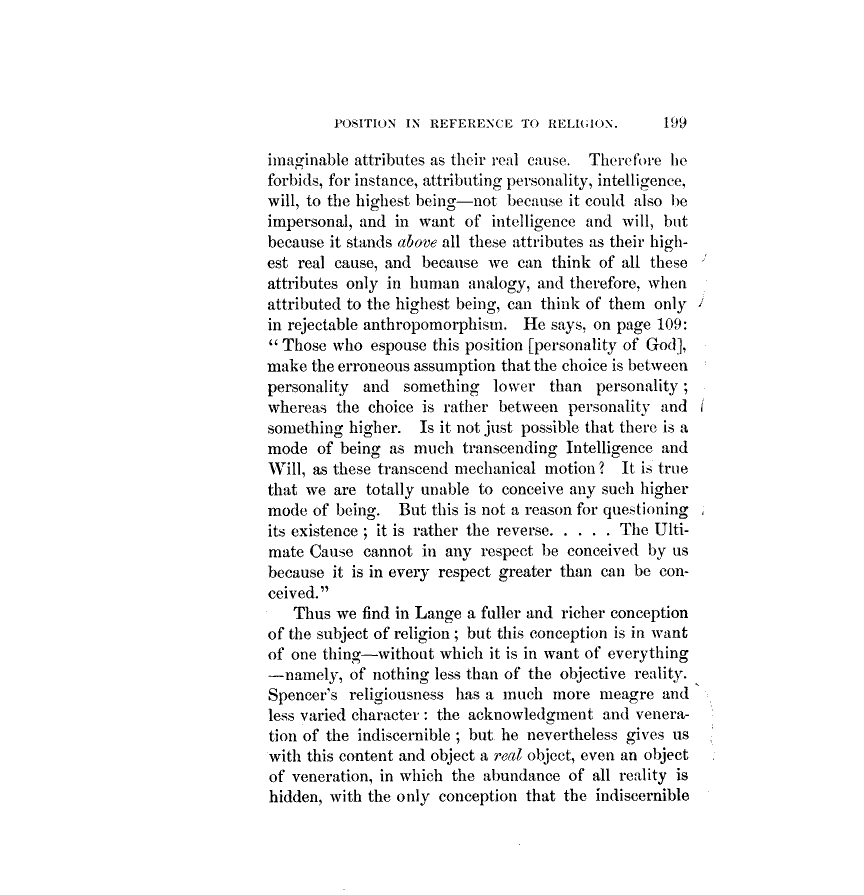 POSITION IN REFERENCE TO RELIGION. 199
imaginable attributes as their real cause. Therefore he
forbids, for instance, attributing personality, intelligence,
will, to the highest being—not because it could also be
impersonal, and in want of intelligence and will, but
because it stands above all these attributes as their high-
est real cause, and because we can think of all these
attributes only in human analogy, and therefore, when
attributed to the highest being, can think of them only
in rejectable anthropomorphism. He says, on page 109:
“Those who espouse this position [personality of God],
make the erroneous assumption that the choice is between
personality and something lower than personality;
whereas the choice is rather between personality and
something higher. Is it not just possible that there is a
mode of being as much transcending Intelligence and
Will, as these transcend mechanical motion? It is true
that we are totally unable to conceive any such higher
mode of being. But this is not a reason for questioning
its existence; it is rather the reverse. . . . . . The Ulti-
mate Cause cannot in any respect be conceived by us
because it is in every respect greater than can be con-
ceived.”
Thus we find in Lange a fuller and richer conception
of the subject of religion; but this conception is in want
of one thing—without which it is in want of everything
—namely, of nothing less than of the objective reality.
Spencer's religiousness has a much more meagre and
less varied character: the acknowledgment and venera-
tion of the indiscernible; but he nevertheless gives us
with this content and object a real object, even an object
of veneration, in which the abundance of all reality is
hidden, with the only conception that the indiscernible